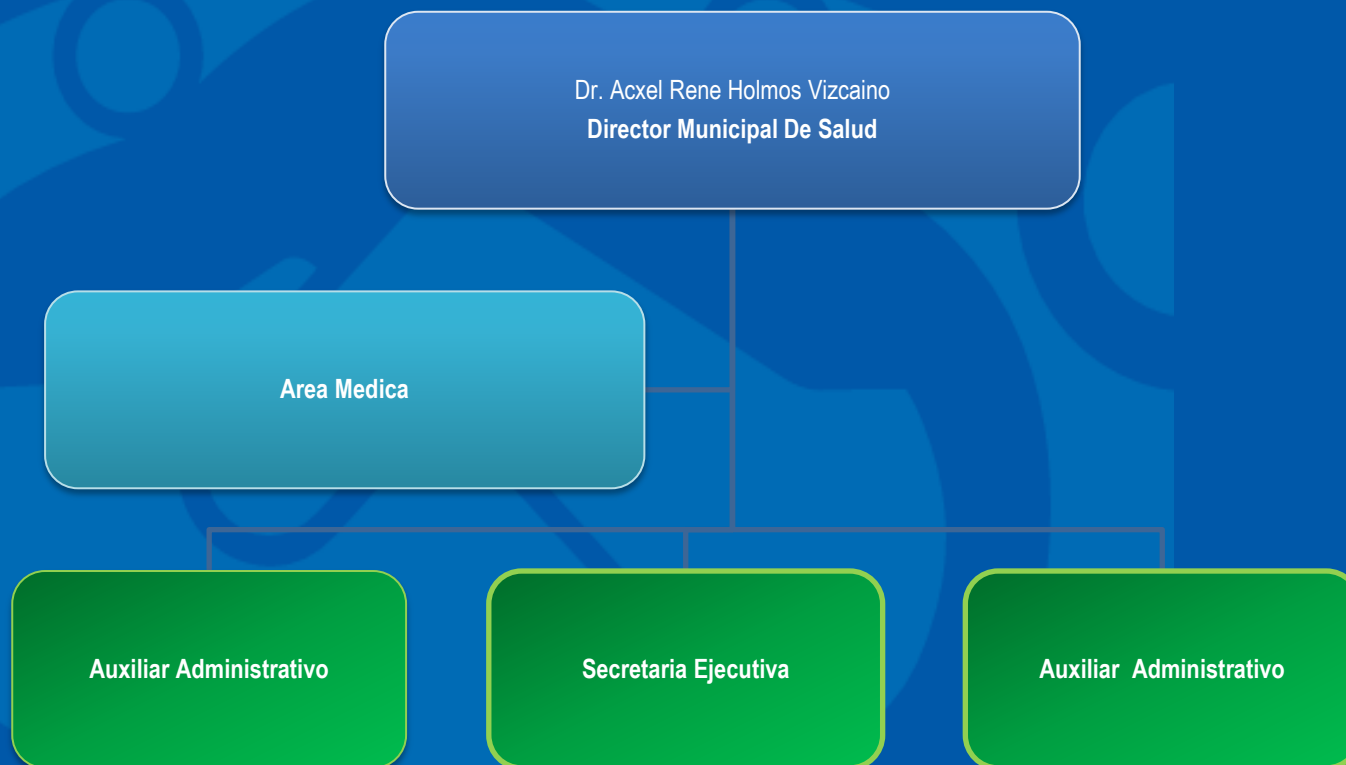 Dr. Acxel Rene Holmos Vizcaino
Director Municipal De Salud
Area Medica
Auxiliar Administrativo
Secretaria Ejecutiva
Auxiliar Administrativo